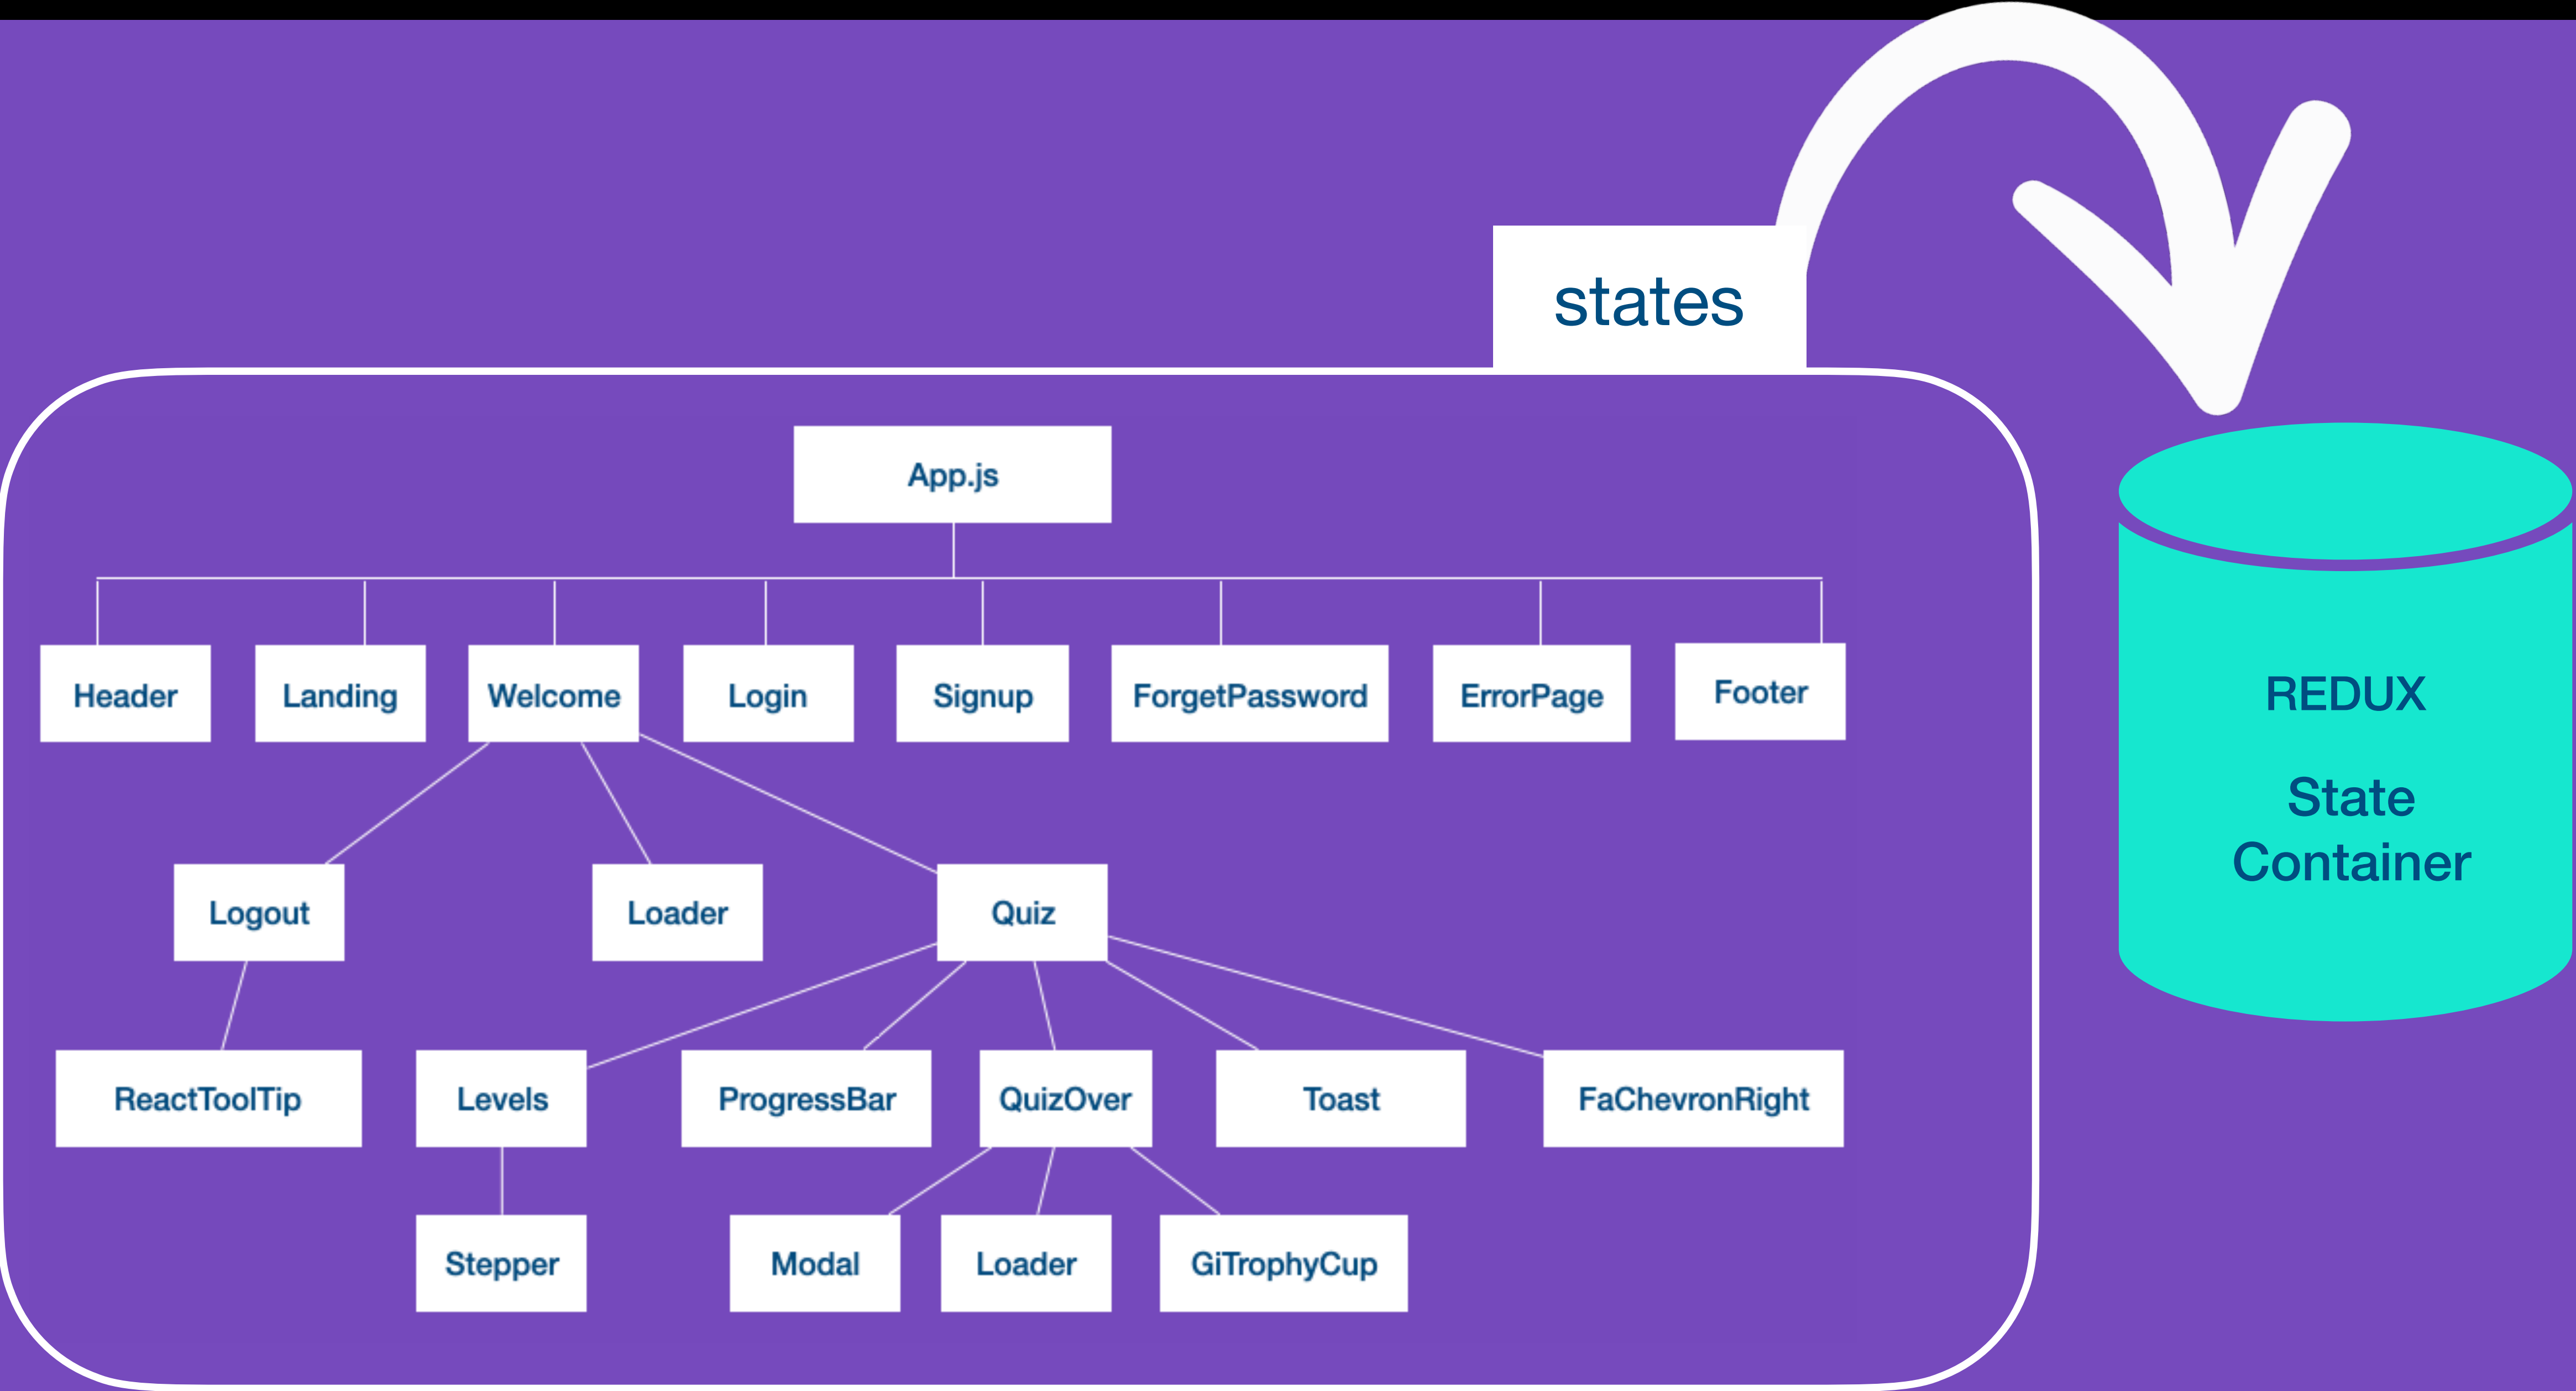 states
App.js
Header
Landing
Welcome
Login
Signup
ForgetPassword
ErrorPage
Footer
Logout
Loader
Quiz
ReactToolTip
Levels
ProgressBar
QuizOver
Toast
FaChevronRight
Stepper
Modal
Loader
GiTrophyCup
REDUX
State
Container